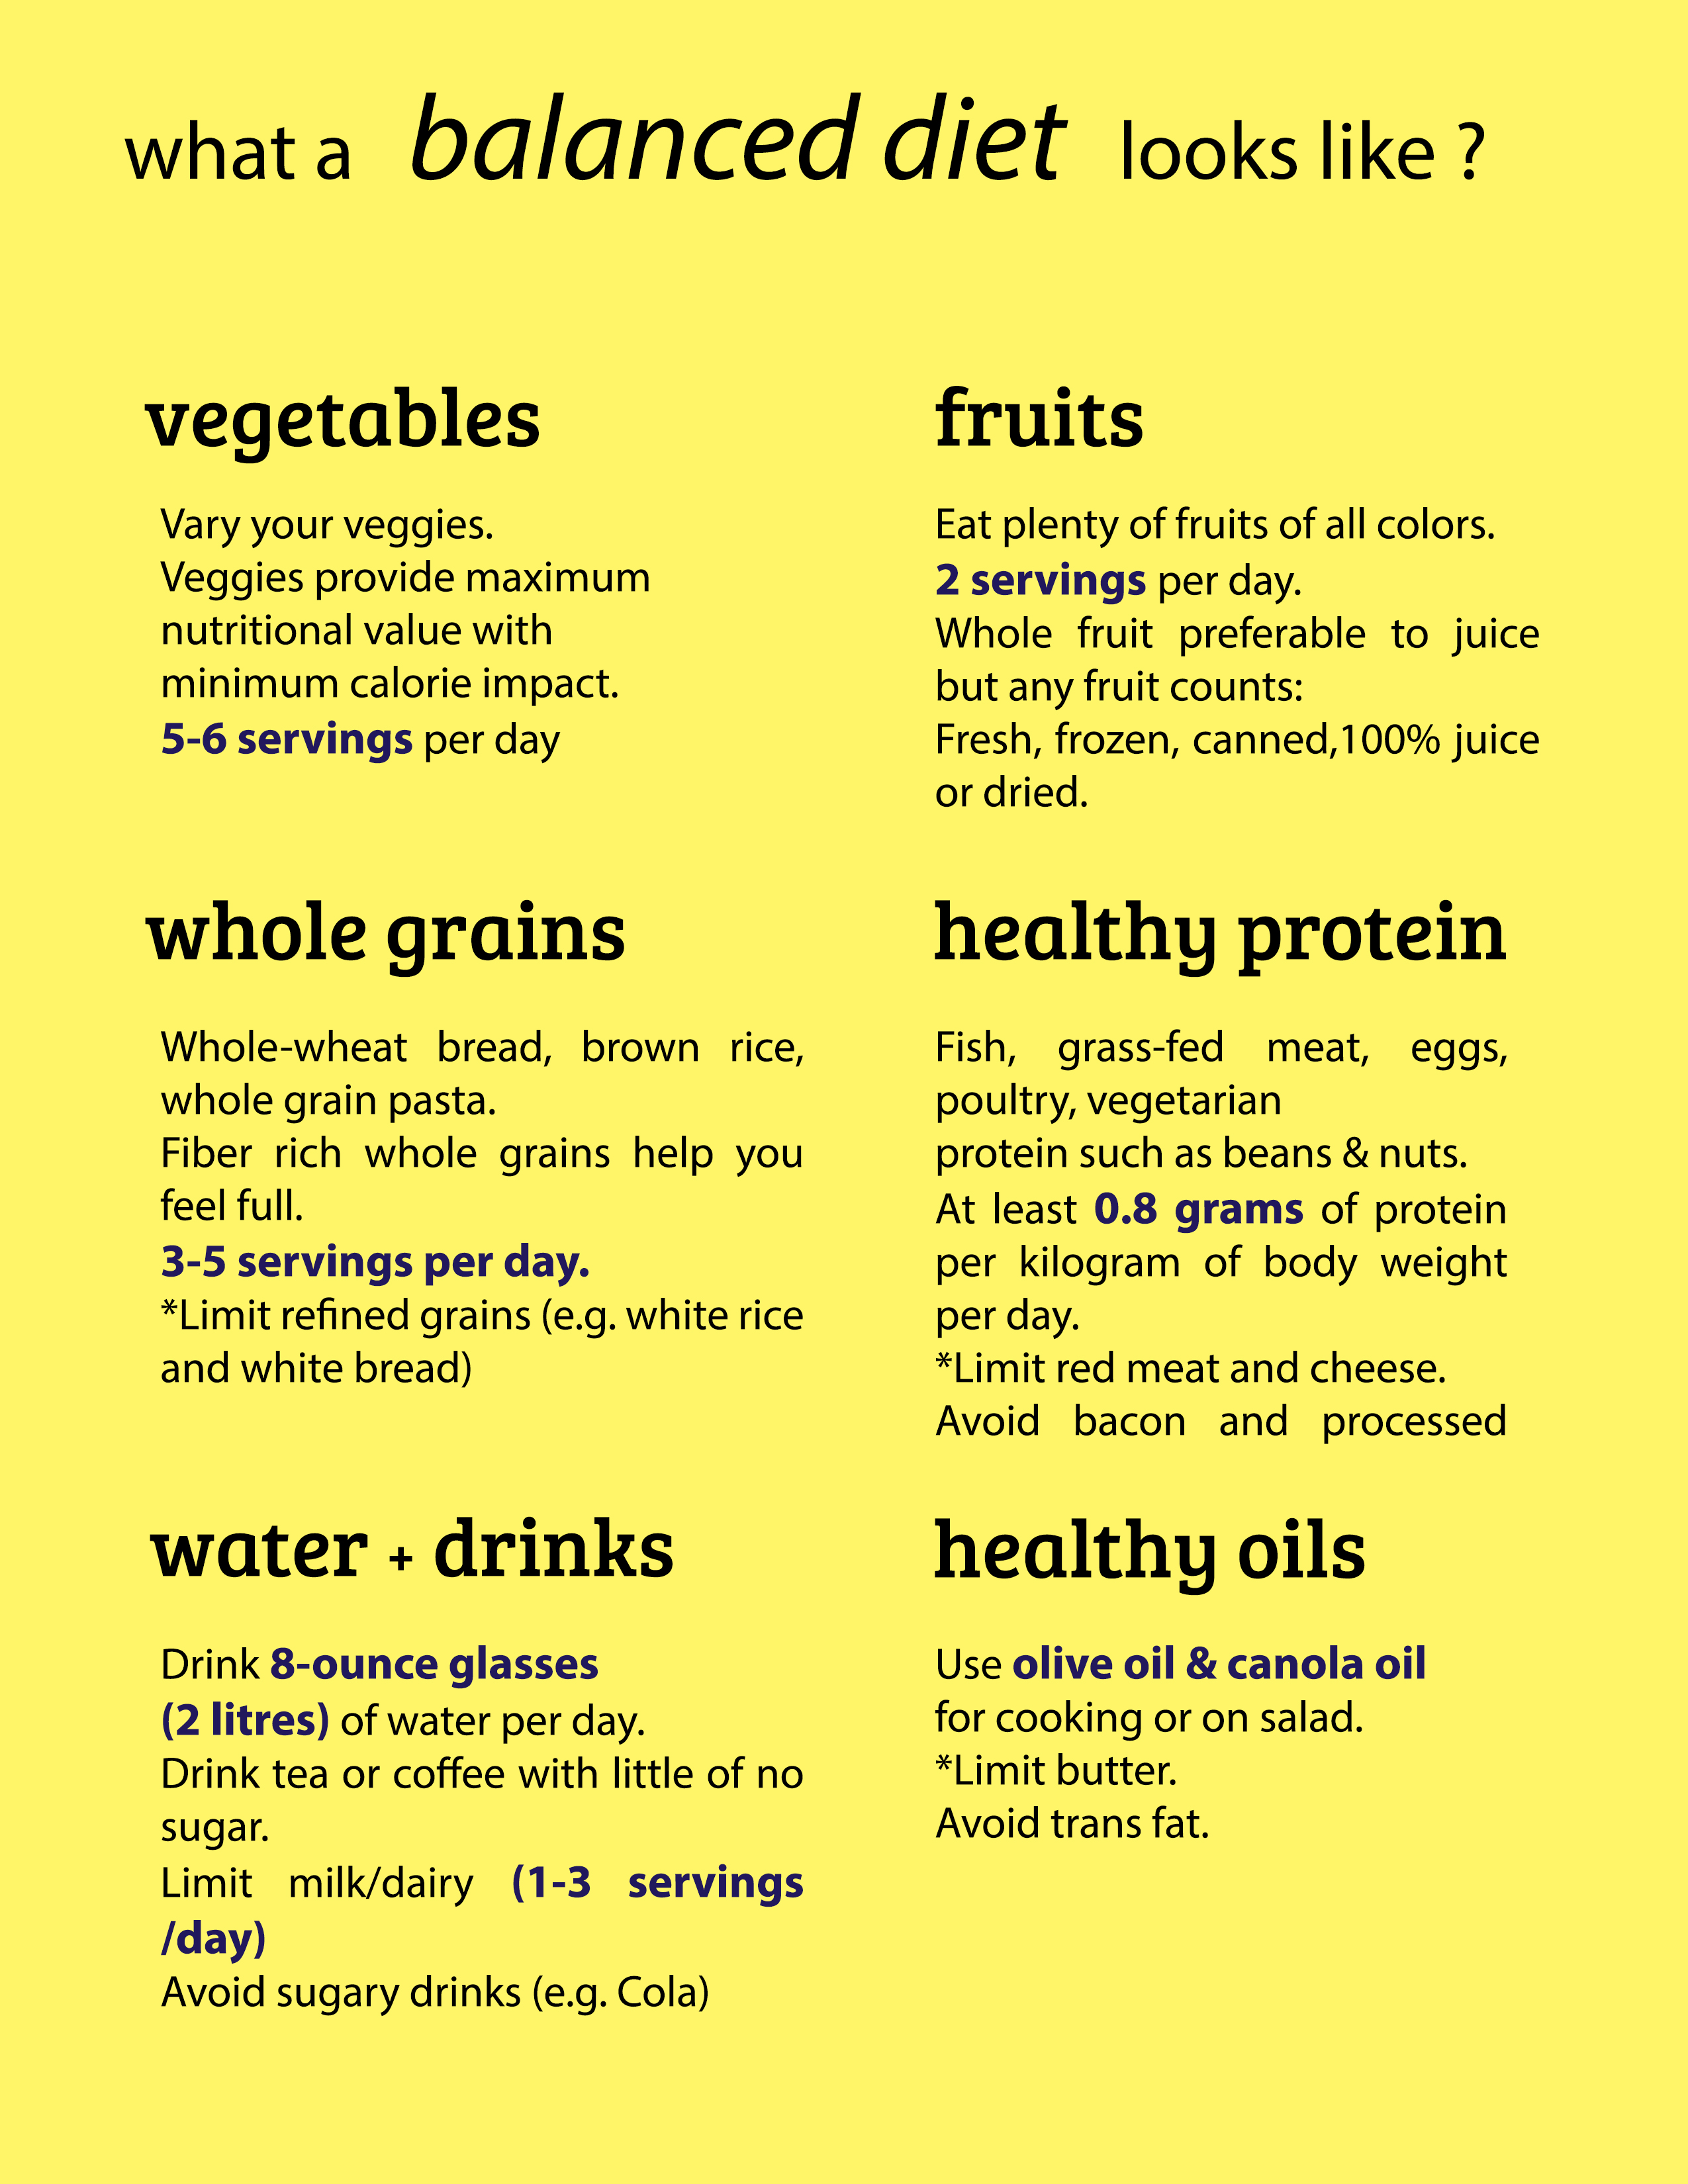 what a balanced diet looks like ?
vegetables
Vary your veggies.
Veggies provide maximum
nutritional value with
minimum calorie impact.
5-6 servings per day
fruits
Eat plenty of fruits of all colors.
2 servings per day.
Whole fruit preferable to juice
but any fruit counts:
Fresh, frozen, canned,100% juice
or dried.
whole grains
Whole-wheat bread, brown rice,
whole grain pasta.
Fiber rich whole grains help you
feel full.
3-5 servings per day.
*Limit refined grains (e.g. white rice
and white bread)
healthy protein
Fish, grass-fed meat, eggs,
poultry, vegetarian
protein such as beans & nuts.
At least 0.8 grams of protein
per kilogram of body weight
per day.
*Limit red meat and cheese.
Avoid bacon and processed
water + drinks
Drink 8-ounce glasses
(2 litres) of water per day.
Drink tea or coffee with little of no
sugar.
Limit milk/dairy (1-3 servings
/day)
Avoid sugary drinks (e.g. Cola)
healthy oils
Use olive oil & canola oil
for cooking or on salad.
*Limit butter.
Avoid trans fat.